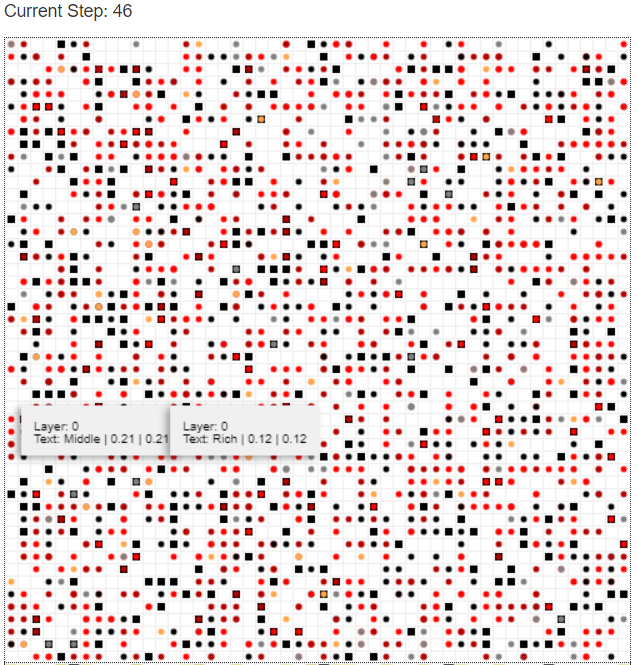 Current Step: 46
Layer: 0
Text: Middle | 0.21 | 0.21
Layer: 0
Text: Rich | 0.12 | 0.12